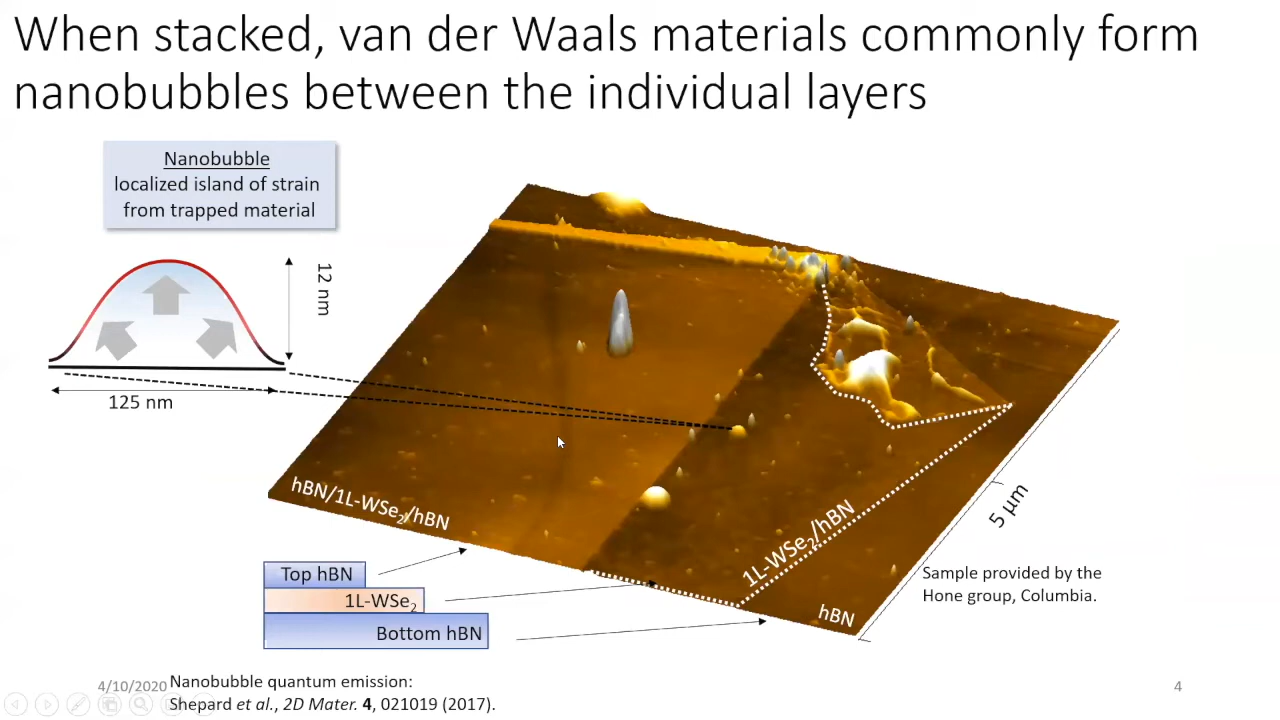 When stacked, van der Waals materials commonly form
nanobubbles between the individual layers
Nanobubble
localized island of strain
from trapped material
12 nm
125 nm
hBN/1L-WSe₂/hBN
1L-WSe₂/hBN
hBN
5 μm
Top hBN
1L-WSe₂
Bottom hBN
Sample provided by the
Hone group, Columbia.
4/10/2020
Nanobubble quantum emission:
Shepard et al., 2D Mater. 4, 021019 (2017).
4